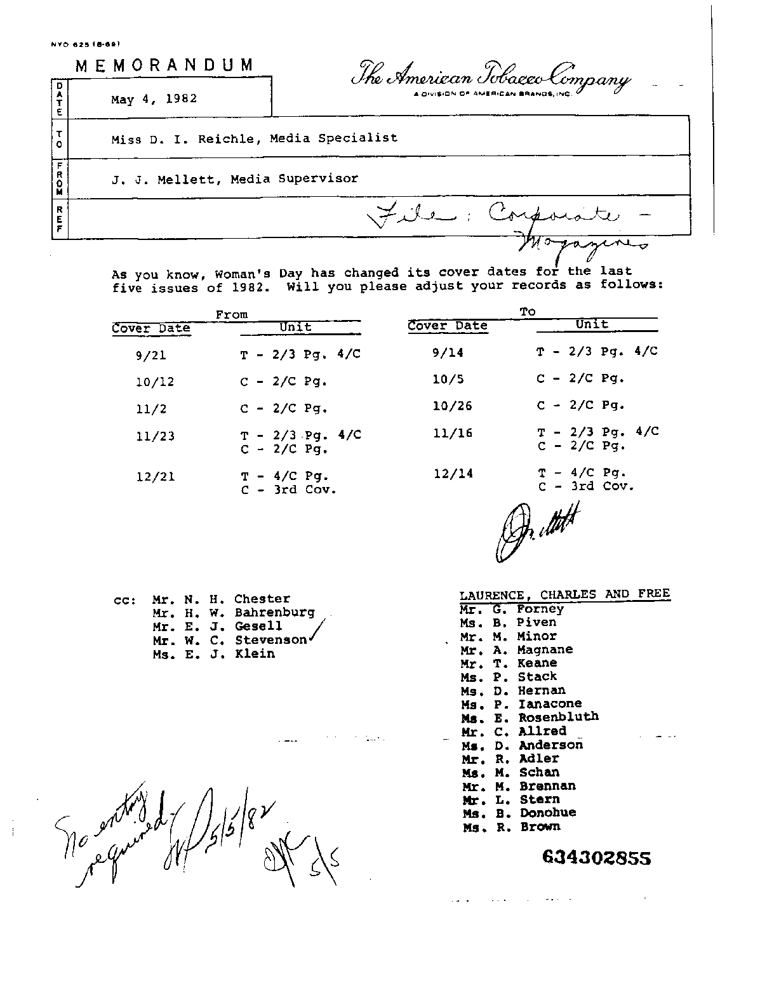 NYO 625 (8-69)
MEMORANDUM
The American Tobacco Company
A DIVISION OF AMERICAN BRANDS, INC.
DATE May 4, 1982
TO Miss D. I. Reichle, Media Specialist
FROM J. J. Mellett, Media Supervisor
REF File: Corporate -
Magazines
As you know, Woman's Day has changed its cover dates for the last
five issues of 1982. Will you please adjust your records as follows:
From To
Cover Date Unit Cover Date Unit
9/21 T - 2/3 Pg. 4/C 9/14 T - 2/3 Pg. 4/C
10/12 C - 2/C Pg. 10/5 C - 2/C Pg.
11/2 C - 2/C Pg. 10/26 C - 2/C Pg.
11/23 T - 2/3 Pg. 4/C 11/16 T - 2/3 Pg. 4/C
C - 2/C Pg. C - 2/C Pg.
12/21 T - 4/C Pg. 12/14 T - 4/C Pg.
C - 3rd Cov. C - 3rd Cov.
cc: Mr. N. H. Chester
Mr. H. W. Bahrenburg
Mr. E. J. Gesell
Mr. W. C. Stevenson
Ms. E. J. Klein
LAURENCE, CHARLES AND FREE
Mr. G. Forney
Ms. B. Piven
Mr. M. Minor
Mr. A. Magnane
Mr. T. Keane
Ms. P. Stack
Ms. D. Hernan
Ms. P. Ianacone
Ms. E. Rosenbluth
Mr. C. Allred
Ms. D. Anderson
Mr. R. Adler
Ms. M. Schan
Mr. M. Brennan
Mr. L. Stern
Ms. B. Donohue
Ms. R. Brown
No entry
required
5/5/82
5/5
634302855